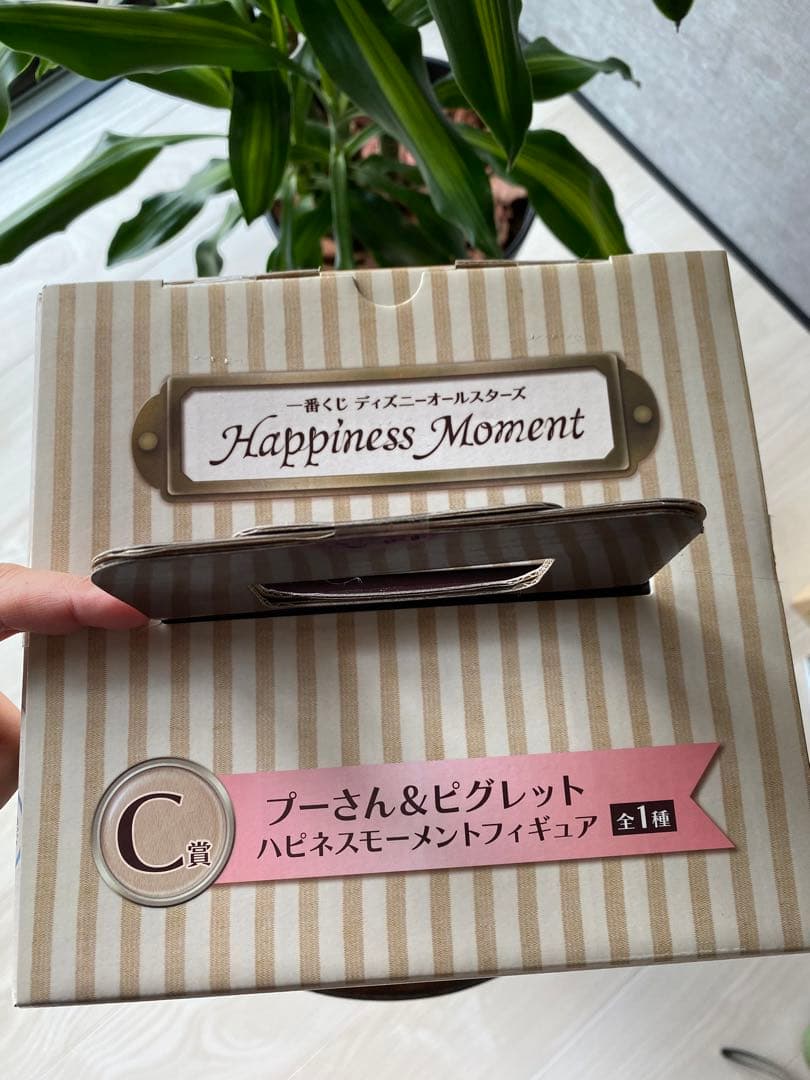 一番くじ ディズニーオールスターズ
Happiness Moment
C賞
プーさん&ピグレット
ハピネスモーメントフィギュア 全1種